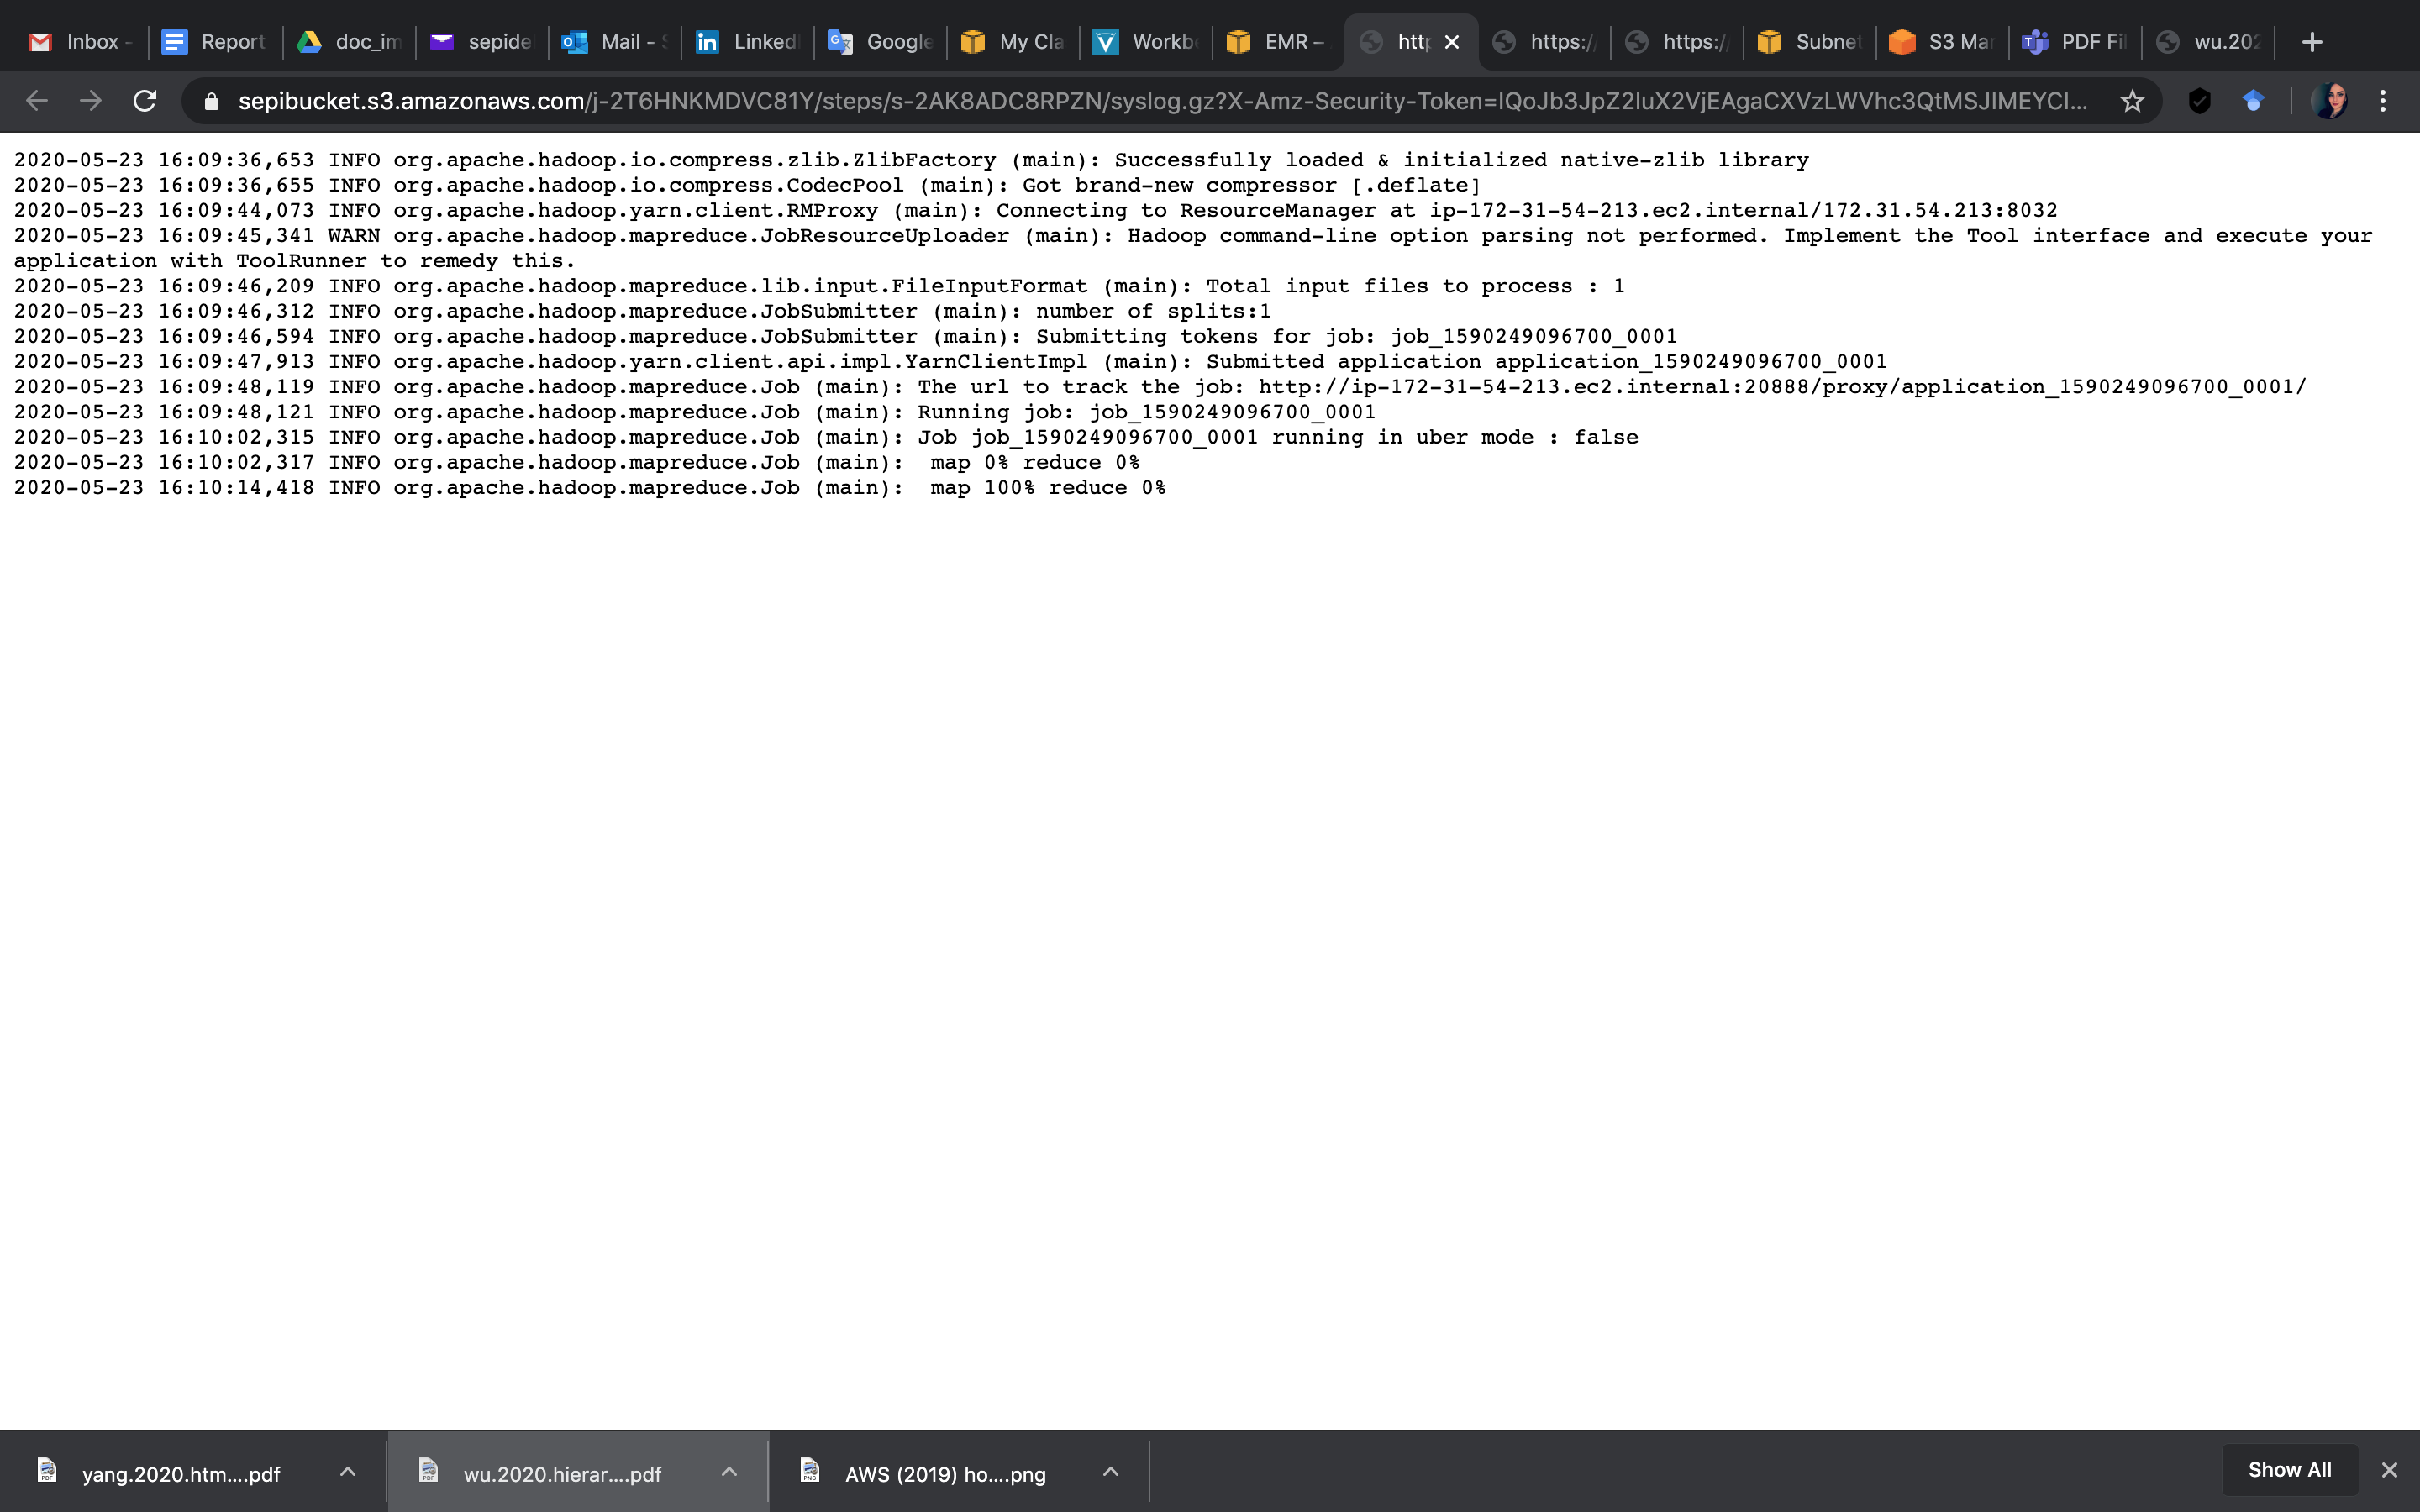 Inbox -
Report
doc_im
sepide
Mail - S
LinkedI
Google
My Cla
Workbe
EMR –
http
https:/
https:/
Subnet
S3 Man
PDF Fil
wu.202
sepibucket.s3.amazonaws.com/j-2T6HNKMDVC81Y/steps/s-2AK8ADC8RPZN/syslog.gz?X-Amz-Security-Token=IQoJb3JpZ2luX2VjEAgaCXVzLWVhc3QtMSJIMEYCI...
2020-05-23 16:09:36,653 INFO org.apache.hadoop.io.compress.zlib.ZlibFactory (main): Successfully loaded & initialized native-zlib library
2020-05-23 16:09:36,655 INFO org.apache.hadoop.io.compress.CodecPool (main): Got brand-new compressor [.deflate]
2020-05-23 16:09:44,073 INFO org.apache.hadoop.yarn.client.RMProxy (main): Connecting to ResourceManager at ip-172-31-54-213.ec2.internal/172.31.54.213:8032
2020-05-23 16:09:45,341 WARN org.apache.hadoop.mapreduce.JobResourceUploader (main): Hadoop command-line option parsing not performed. Implement the Tool interface and execute your
application with ToolRunner to remedy this.
2020-05-23 16:09:46,209 INFO org.apache.hadoop.mapreduce.lib.input.FileInputFormat (main): Total input files to process : 1
2020-05-23 16:09:46,312 INFO org.apache.hadoop.mapreduce.JobSubmitter (main): number of splits:1
2020-05-23 16:09:46,594 INFO org.apache.hadoop.mapreduce.JobSubmitter (main): Submitting tokens for job: job_1590249096700_0001
2020-05-23 16:09:47,913 INFO org.apache.hadoop.yarn.client.api.impl.YarnClientImpl (main): Submitted application application_1590249096700_0001
2020-05-23 16:09:48,119 INFO org.apache.hadoop.mapreduce.Job (main): The url to track the job: http://ip-172-31-54-213.ec2.internal:20888/proxy/application_1590249096700_0001/
2020-05-23 16:09:48,121 INFO org.apache.hadoop.mapreduce.Job (main): Running job: job_1590249096700_0001
2020-05-23 16:10:02,315 INFO org.apache.hadoop.mapreduce.Job (main): Job job_1590249096700_0001 running in uber mode : false
2020-05-23 16:10:02,317 INFO org.apache.hadoop.mapreduce.Job (main):  map 0% reduce 0%
2020-05-23 16:10:14,418 INFO org.apache.hadoop.mapreduce.Job (main):  map 100% reduce 0%
yang.2020.htm....pdf
wu.2020.hierar....pdf
AWS (2019) ho....png
Show All